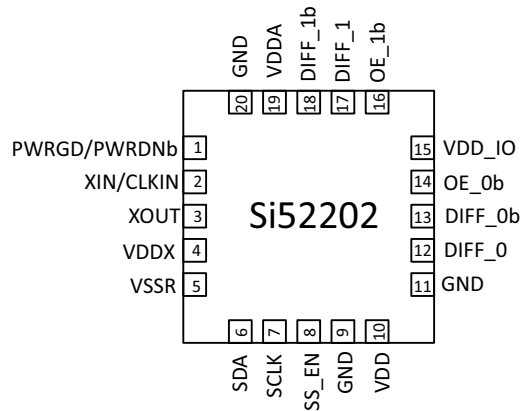 GND
VDDA
DIFF_1b
DIFF_1
OE_1b
20
19
18
17
16
PWRGD/PWRDNb 1
XIN/CLKIN 2
XOUT 3
VDDX 4
VSSR 5
Si52202
15 VDD_IO
14 OE_0b
13 DIFF_0b
12 DIFF_0
11 GND
6
7
8
9
10
SDA
SCLK
SS_EN
GND
VDD